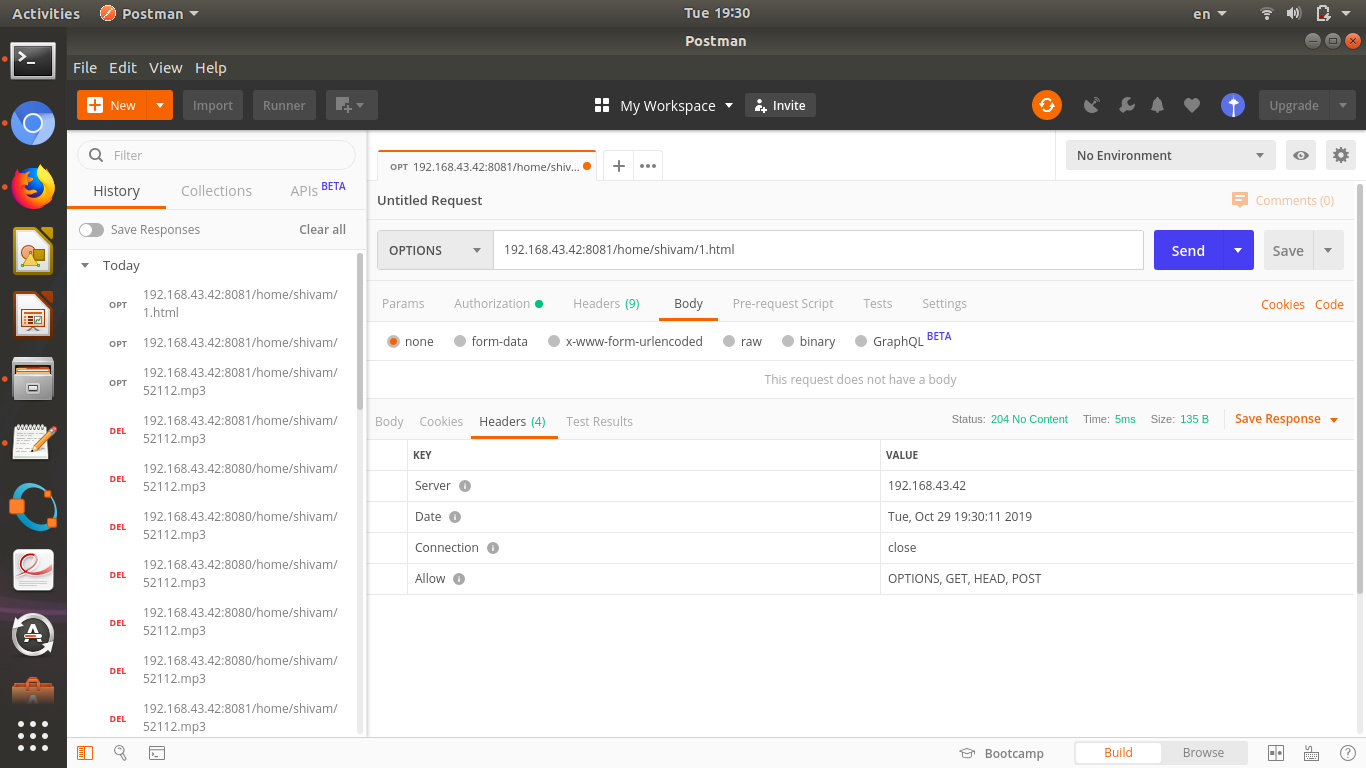 Activities Postman Tue 19:30 en
Postman
File Edit View Help
New Import Runner My Workspace Invite Upgrade
Filter
History Collections APIs BETA
Save Responses Clear all
Today
OPT 192.168.43.42:8081/home/shivam/
1.html
OPT 192.168.43.42:8081/home/shivam/
OPT 192.168.43.42:8081/home/shivam/
52112.mp3
DEL 192.168.43.42:8081/home/shivam/
52112.mp3
DEL 192.168.43.42:8080/home/shivam/
52112.mp3
DEL 192.168.43.42:8080/home/shivam/
52112.mp3
DEL 192.168.43.42:8080/home/shivam/
52112.mp3
DEL 192.168.43.42:8080/home/shivam/
52112.mp3
DEL 192.168.43.42:8080/home/shivam/
52112.mp3
DEL 192.168.43.42:8081/home/shivam/
52112.mp3
OPT 192.168.43.42:8081/home/shiv... No Environment
Untitled Request Comments (0)
OPTIONS 192.168.43.42:8081/home/shivam/1.html Send Save
Params Authorization Headers (9) Body Pre-request Script Tests Settings Cookies Code
none form-data x-www-form-urlencoded raw binary GraphQL BETA
This request does not have a body
Body Cookies Headers (4) Test Results Status: 204 No Content Time: 5ms Size: 135 B Save Response
KEY VALUE
Server 192.168.43.42
Date Tue, Oct 29 19:30:11 2019
Connection close
Allow OPTIONS, GET, HEAD, POST
Bootcamp Build Browse